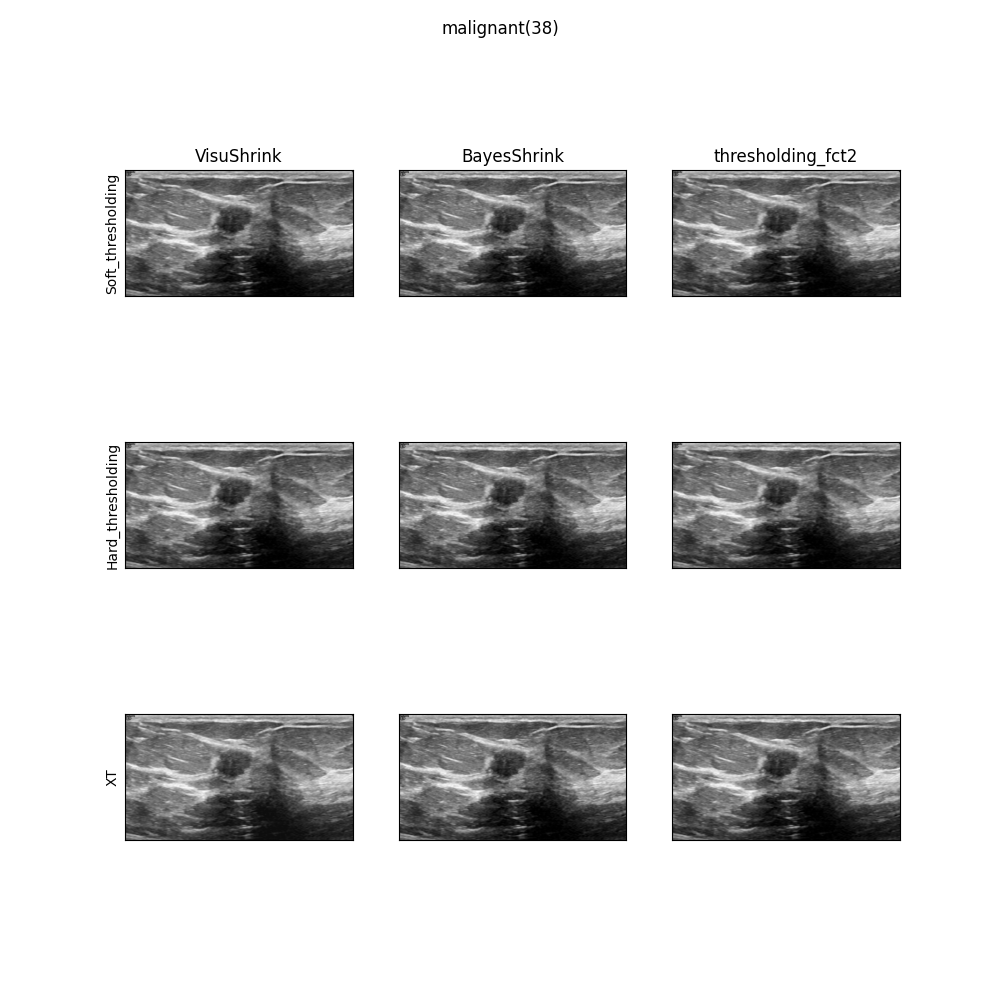 malignant(38)
VisuShrink
BayesShrink
thresholding_fct2
Soft_thresholding
Hard_thresholding
XT